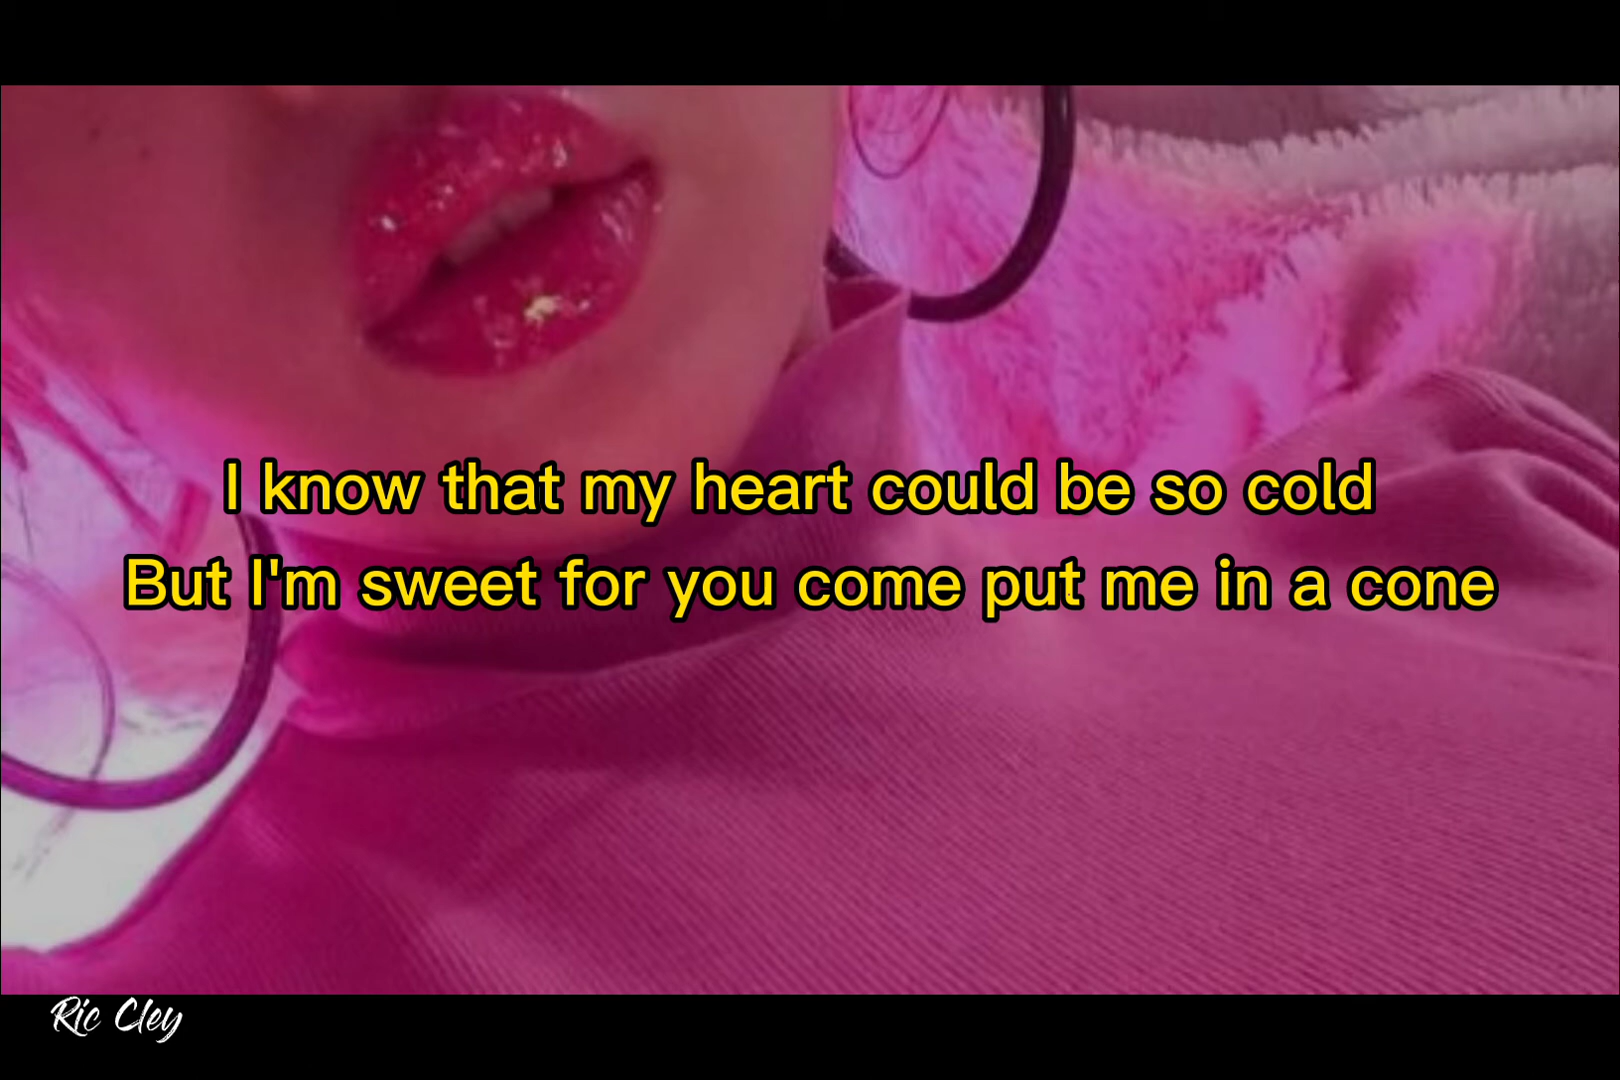 I know that my heart could be so cold
But I'm sweet for you come put me in a cone
Ric Cley